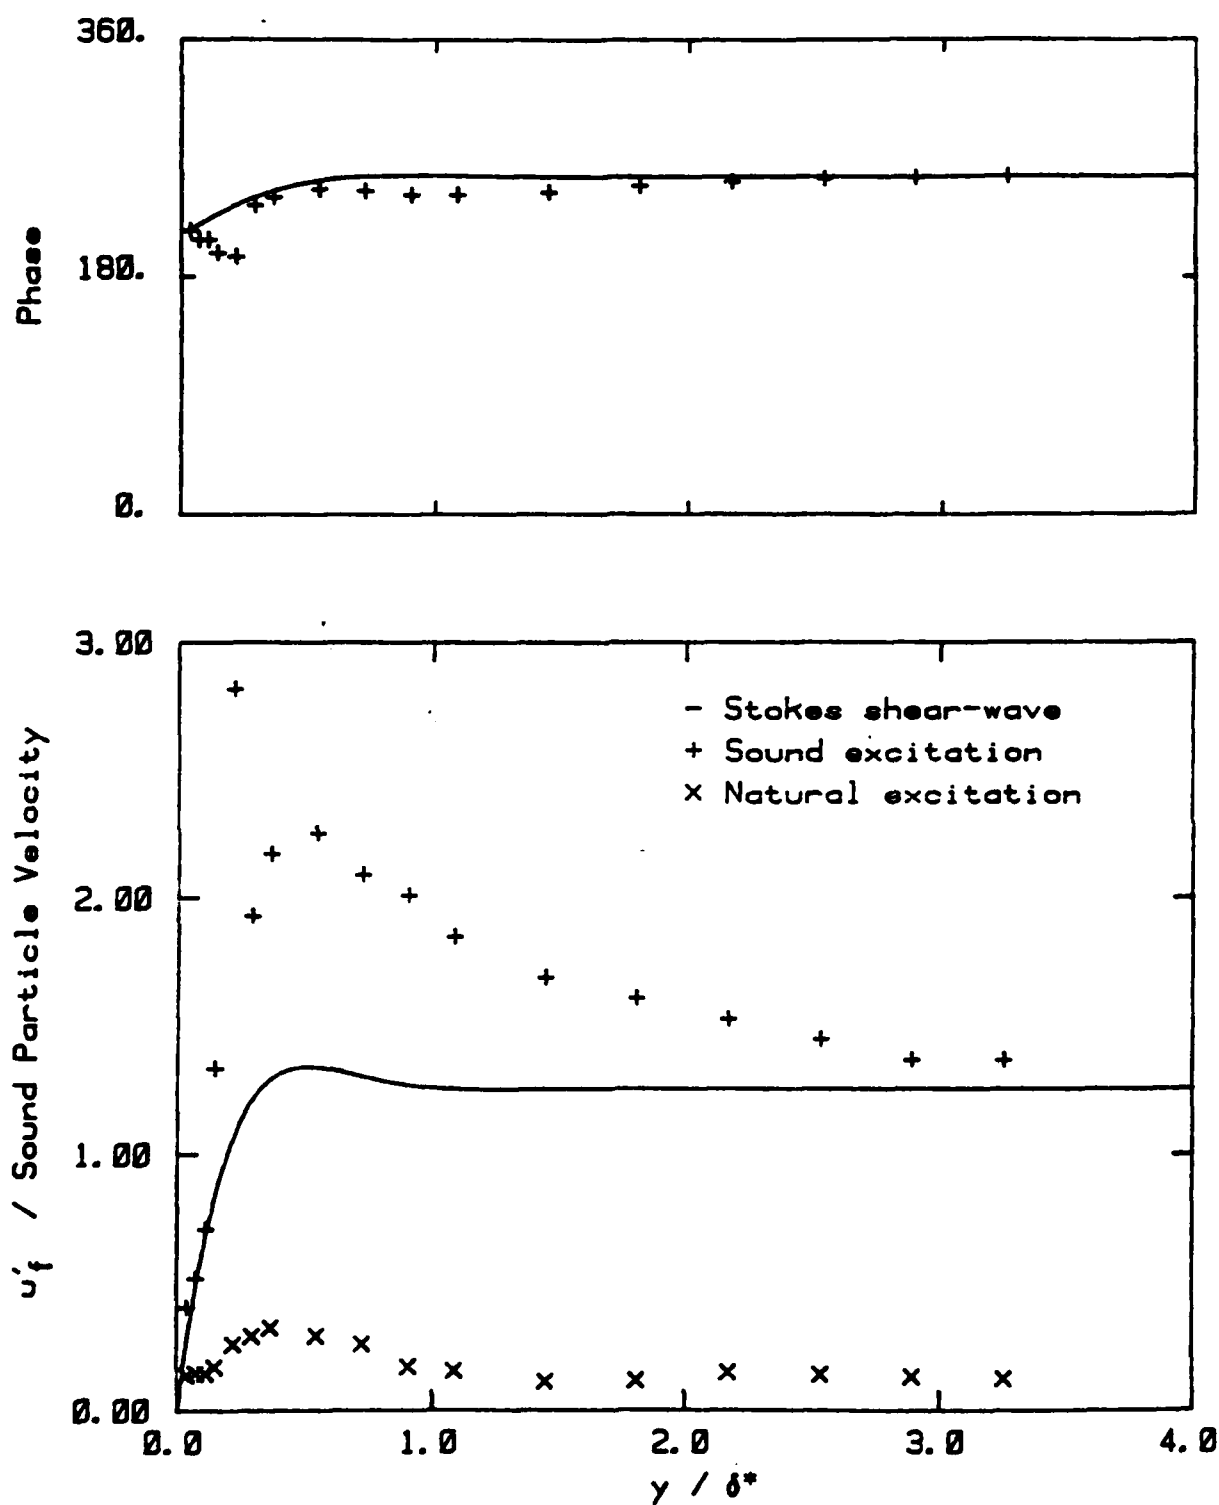 360.
180.
0.
Phase
3.00
2.00
1.00
0.00
u'f / Sound Particle Velocity
- Stokes shear-wave
+ Sound excitation
× Natural excitation
0.0 1.0 2.0 3.0 4.0
y / δ*